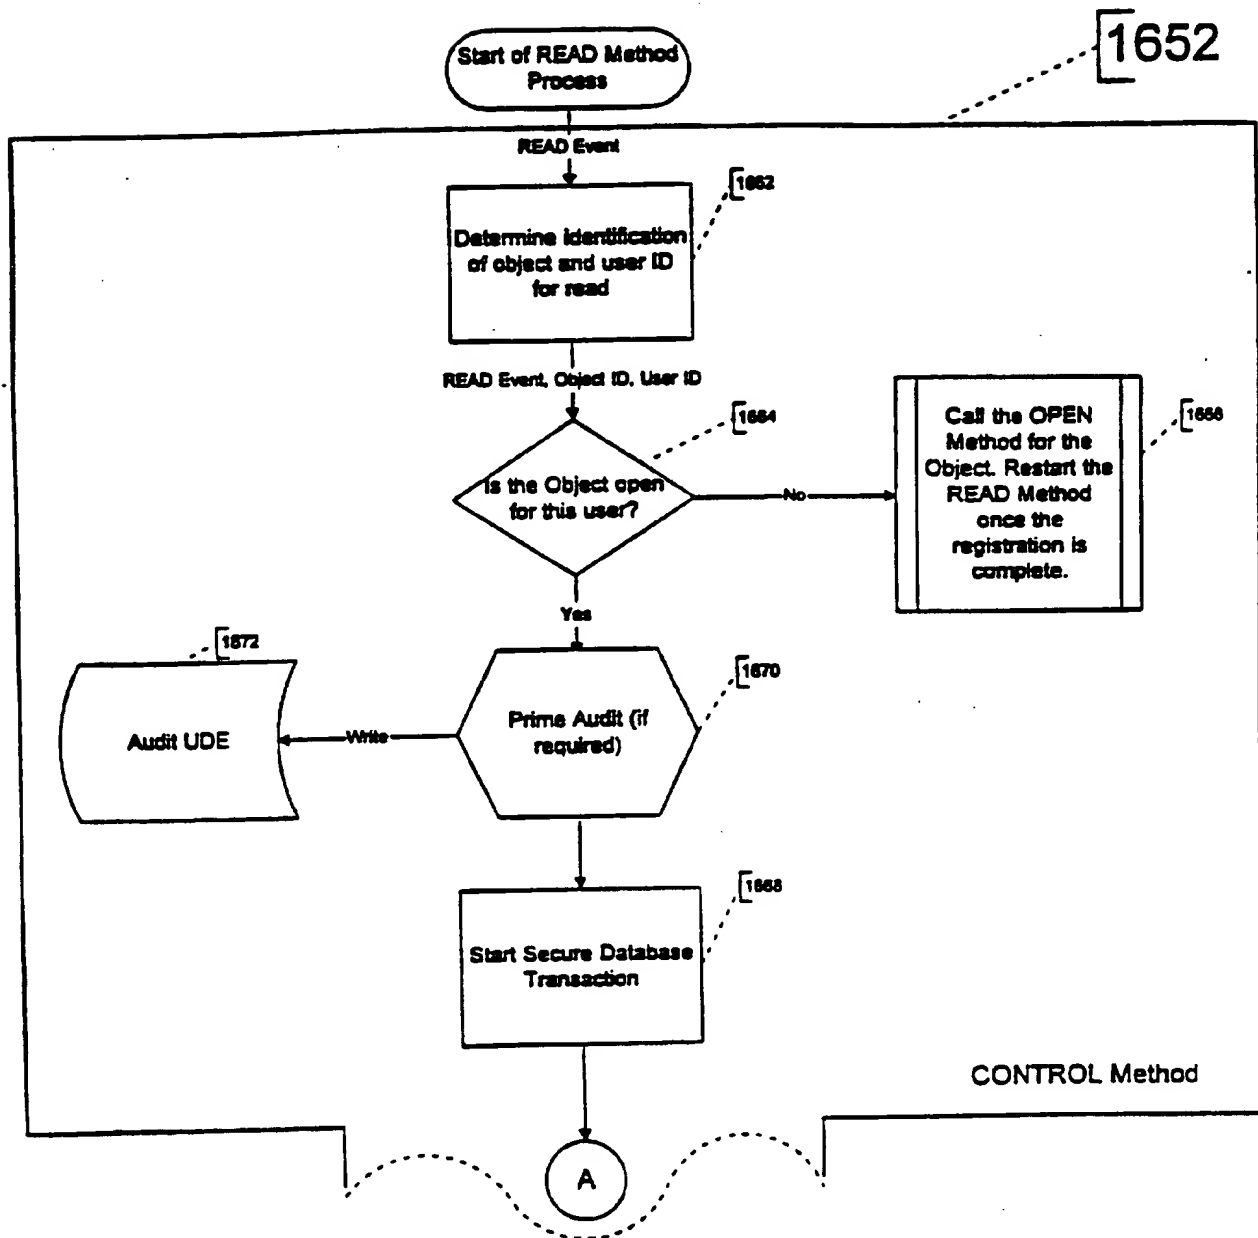 1652
Start of READ Method
Process
READ Event
1662
Determine identification
of object and user ID
for read
READ Event, Object ID, User ID
1664
Is the Object open
for this user?
No
Call the OPEN
Method for the
Object. Restart the
READ Method
once the
registration is
complete.
1666
Yes
1672
1670
Audit UDE
Write
Prime Audit (if
required)
1668
Start Secure Database
Transaction
CONTROL Method
A